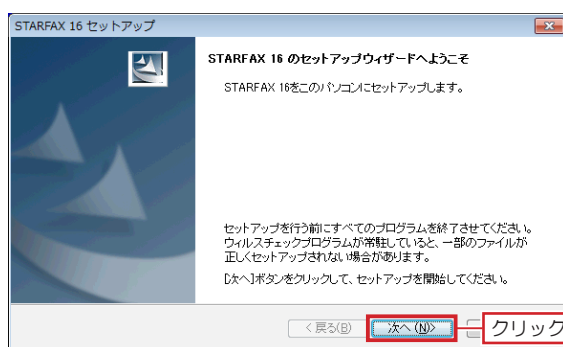 STARFAX 16 セットアップ
STARFAX 16 のセットアップウィザードへようこそ
STARFAX 16をこのパソコンにセットアップします。
セットアップを行う前にすべてのプログラムを終了させてください。
ウィルスチェックプログラムが常駐していると、一部のファイルが
正しくセットアップされない場合があります。
[次へ]ボタンをクリックして、セットアップを開始してください。
< 戻る(B)
次へ(N)>
クリック